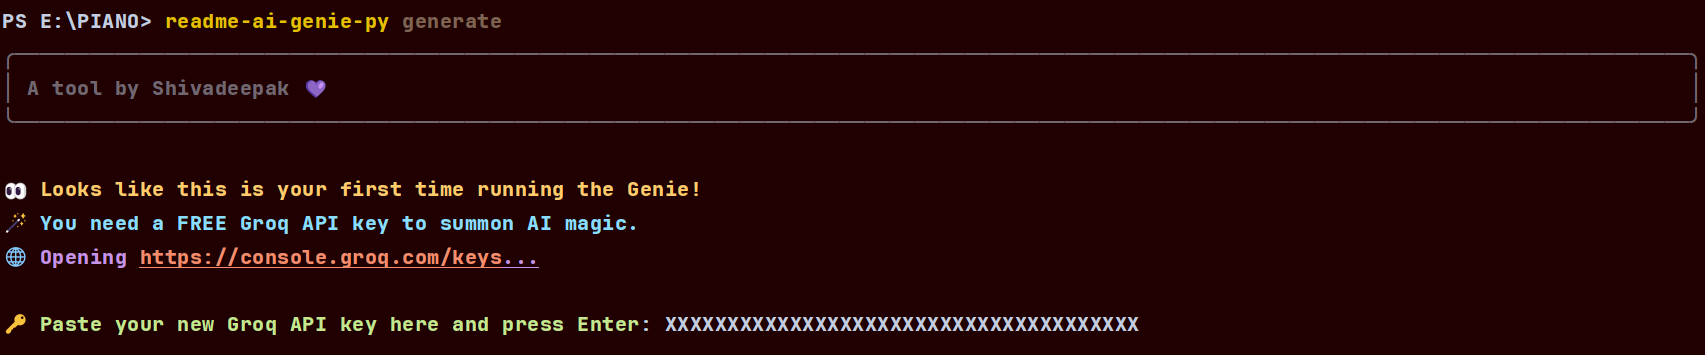 PS E:\PIANO> readme-ai-genie-py generate
A tool by Shivadeepak 💜
👀 Looks like this is your first time running the Genie!
🪄 You need a FREE Groq API key to summon AI magic.
🌐 Opening https://console.groq.com/keys...
🔑 Paste your new Groq API key here and press Enter: XXXXXXXXXXXXXXXXXXXXXXXXXXXXXXXXXXXXXX